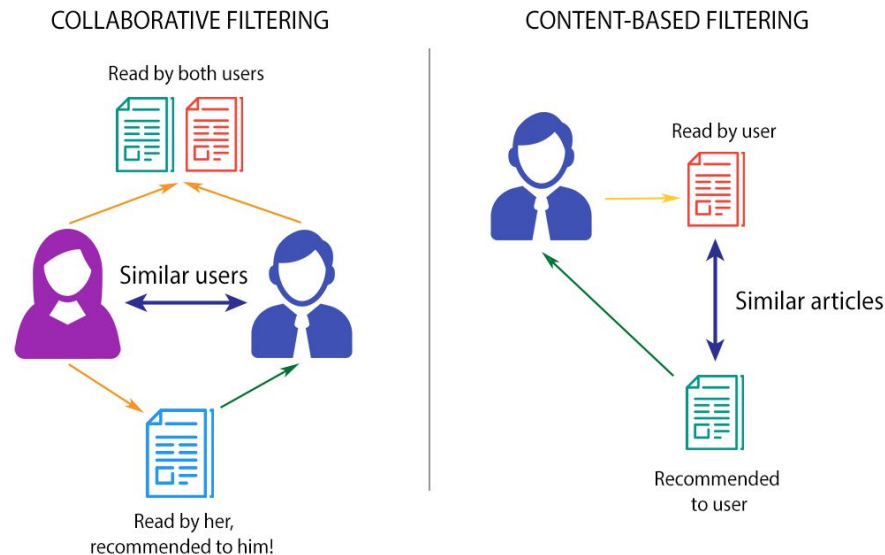 COLLABORATIVE FILTERING
Read by both users
Similar users
Read by her,
recommended to him!
CONTENT-BASED FILTERING
Read by user
Similar articles
Recommended
to user